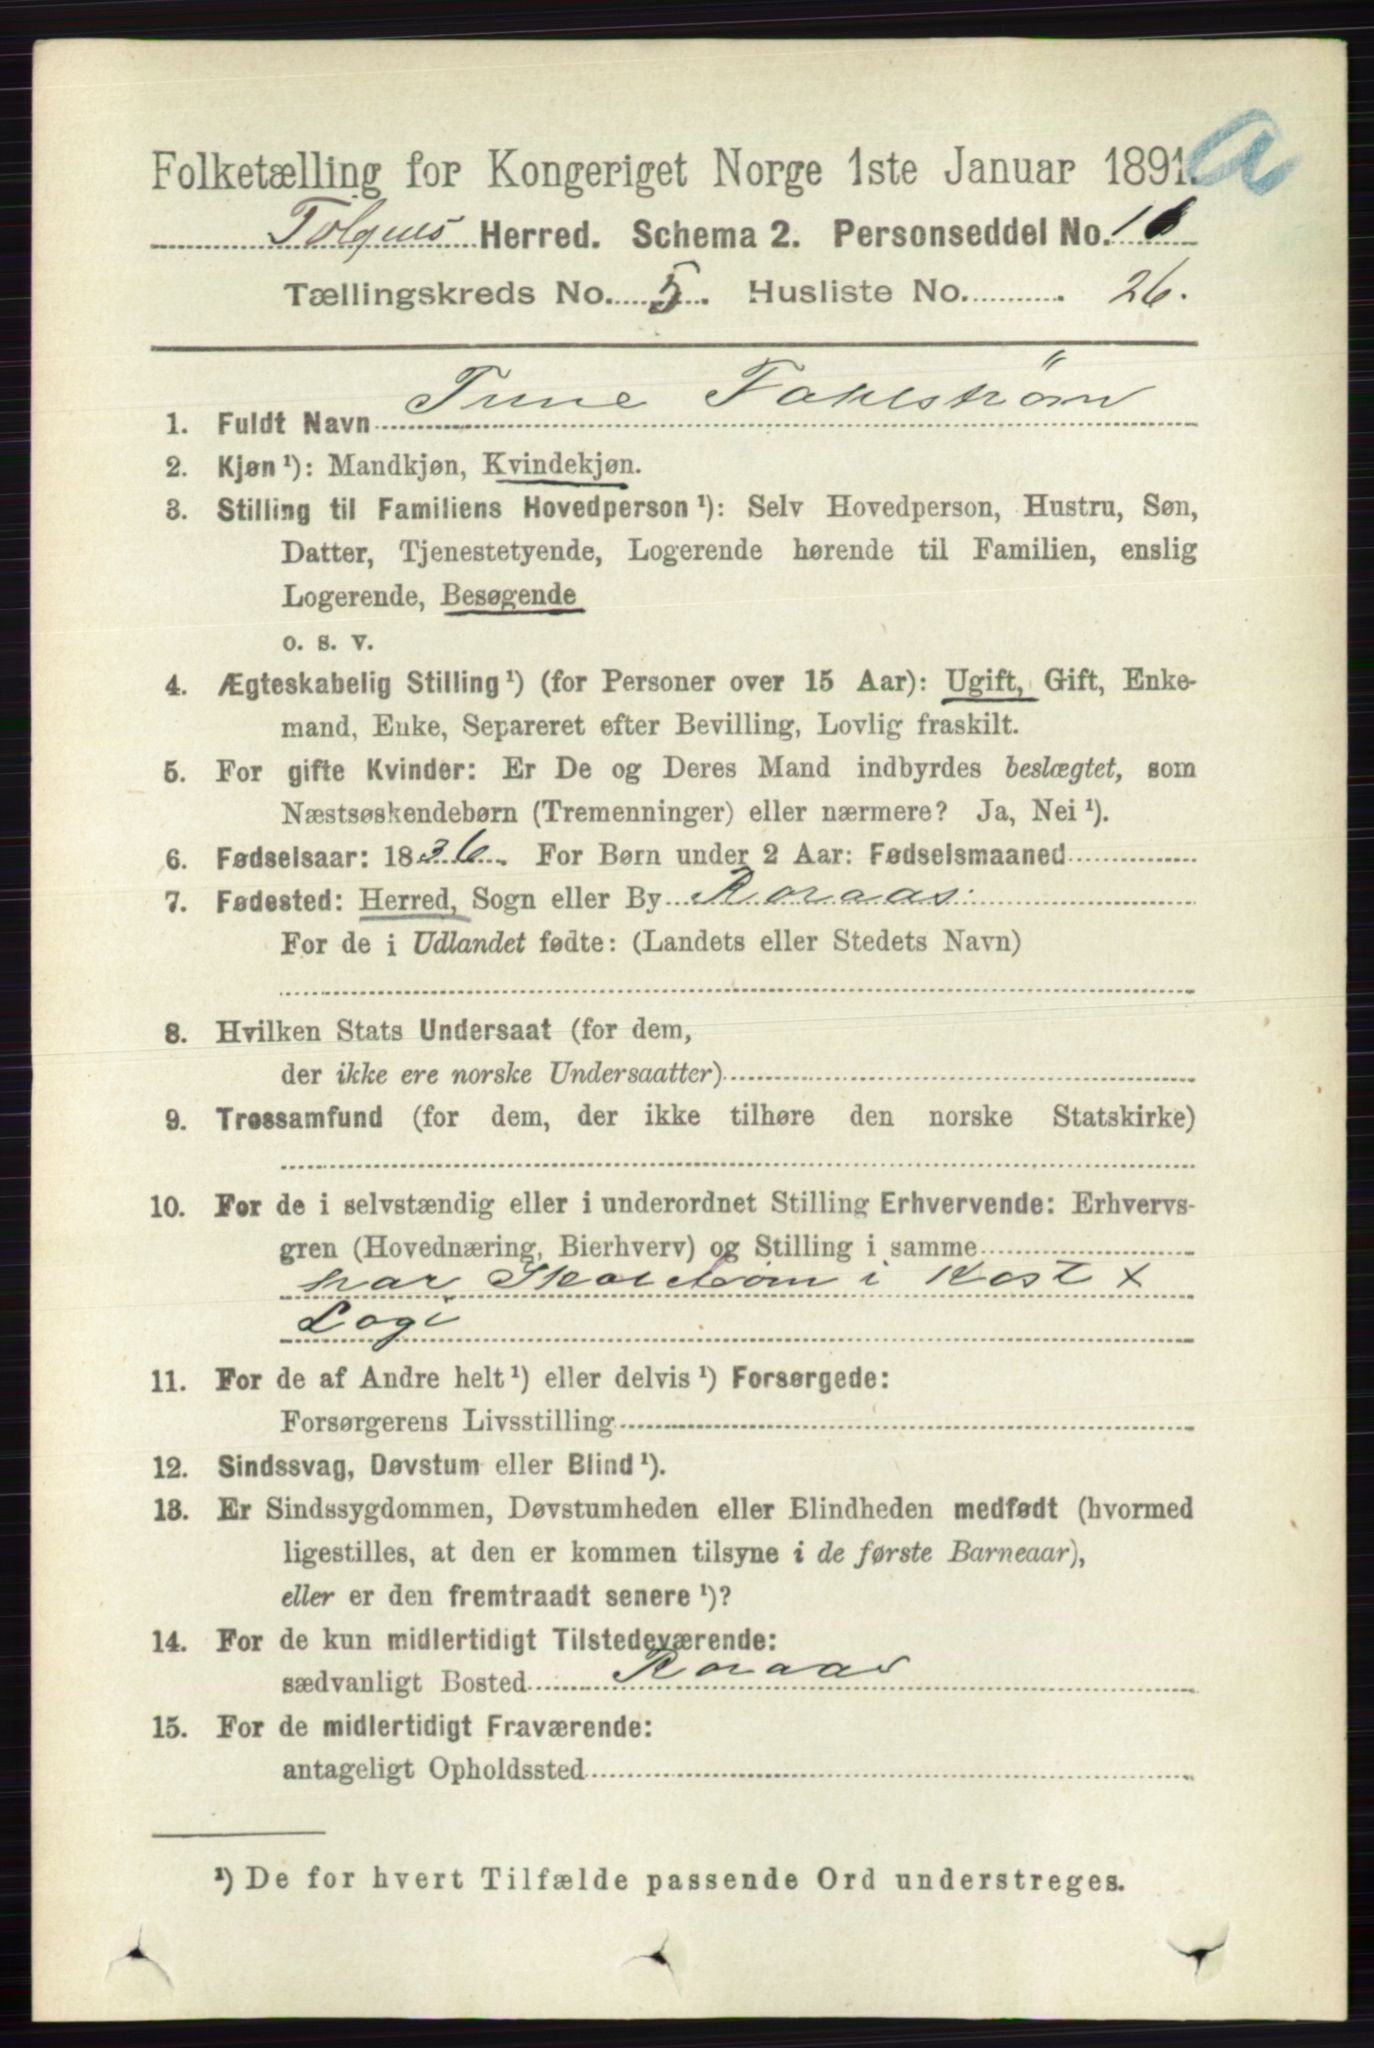 a
Folketælling for Kongeriget Norge 1ste Januar 1891.
Tolgens Herred. Schema 2. Personseddel No. 16
Tællingskreds No. 5. Husliste No. 26.
1. Fuldt Navn Trine Fahlstrøm
2. Kjøn ¹): Mandkjøn, Kvindekjøn.
3. Stilling til Familiens Hovedperson ¹): Selv Hovedperson, Hustru, Søn,
Datter, Tjenestetyende, Logerende hørende til Familien, enslig
Logerende, Besøgende
o. s. v.
4. Ægteskabelig Stilling ¹) (for Personer over 15 Aar): Ugift, Gift, Enke-
mand, Enke, Separeret efter Bevilling, Lovlig fraskilt.
5. For gifte Kvinder: Er De og Deres Mand indbyrdes beslægtet, som
Næstsøskendebørn (Tremenninger) eller nærmere? Ja, Nei ¹).
6. Fødselsaar: 1836. For Børn under 2 Aar: Fødselsmaaned
7. Fødested: Herred, Sogn eller By Roraas
For de i Udlandet fødte: (Landets eller Stedets Navn)
8. Hvilken Stats Undersaat (for dem,
der ikke ere norske Undersaatter)
9. Trossamfund (for dem, der ikke tilhøre den norske Statskirke)
10. For de i selvstændig eller i underordnet Stilling Erhvervende: Erhvervs-
gren (Hovednæring, Bierhverv) og Stilling i samme
har i Kost x
Logi
11. For de af Andre helt ¹) eller delvis ¹) Forsørgede:
Forsørgerens Livsstilling
12. Sindssvag, Døvstum eller Blind ¹).
13. Er Sindssygdommen, Døvstumheden eller Blindheden medfødt (hvormed
ligestilles, at den er kommen tilsyne i de første Barneaar),
eller er den fremtraadt senere ¹)?
14. For de kun midlertidigt Tilstedeværende:
sædvanligt Bosted Roraas
15. For de midlertidigt Fraværende:
antageligt Opholdssted
¹) De for hvert Tilfælde passende Ord understreges.